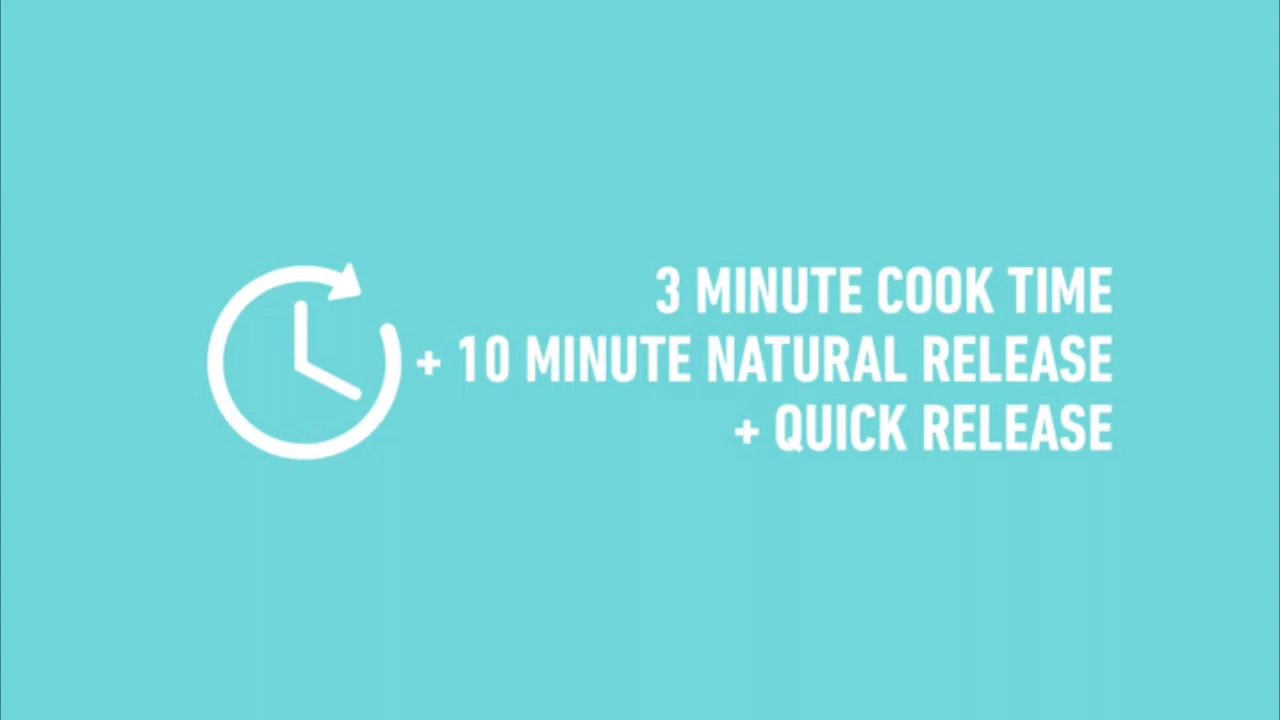 3 MINUTE COOK TIME
+ 10 MINUTE NATURAL RELEASE
+ QUICK RELEASE